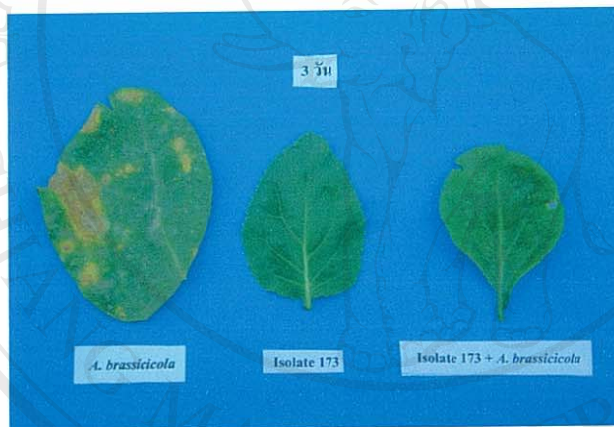 3 วัน
A. brassicicola
Isolate 173
Isolate 173 + A. brassicicola